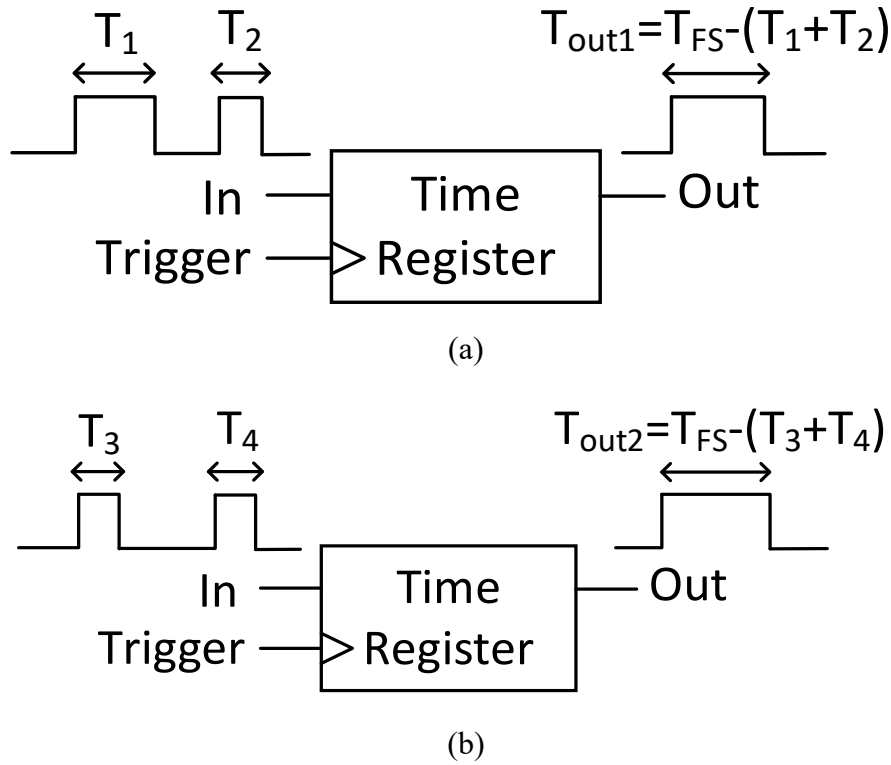 T₁ T₂ Tout1=TFS-(T₁+T₂)
In Time Out
Trigger Register
(a)
T₃ T₄ Tout2=TFS-(T₃+T₄)
In Time Out
Trigger Register
(b)